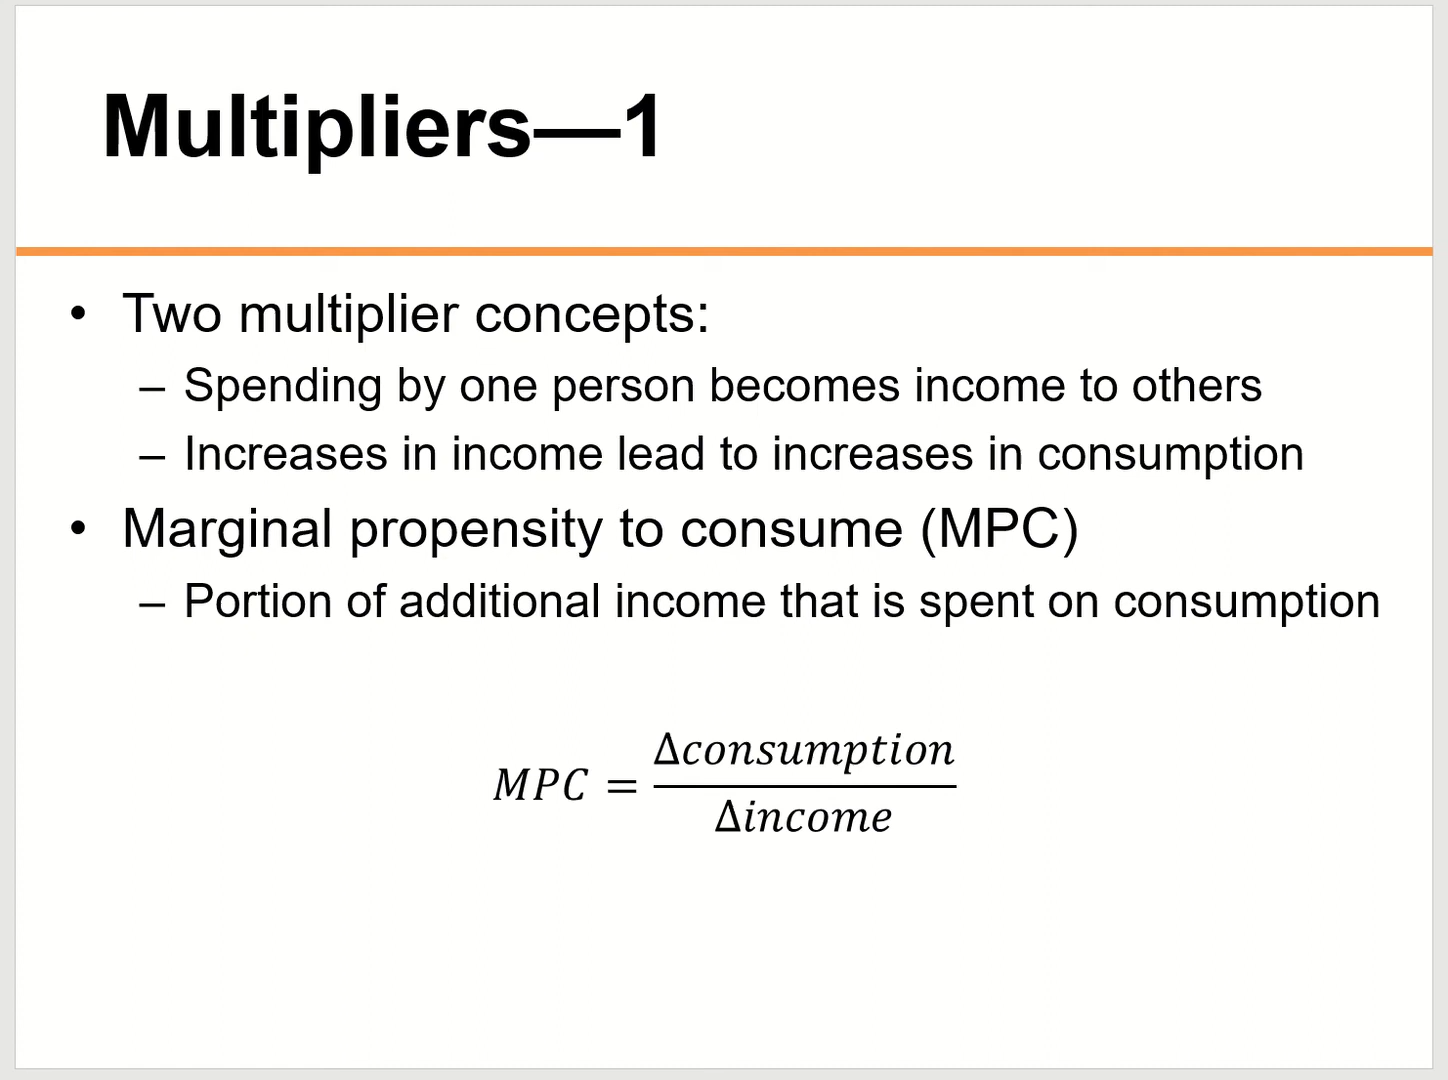 Multipliers—1
• Two multiplier concepts:
– Spending by one person becomes income to others
– Increases in income lead to increases in consumption
• Marginal propensity to consume (MPC)
– Portion of additional income that is spent on consumption
MPC = Δconsumption / Δincome